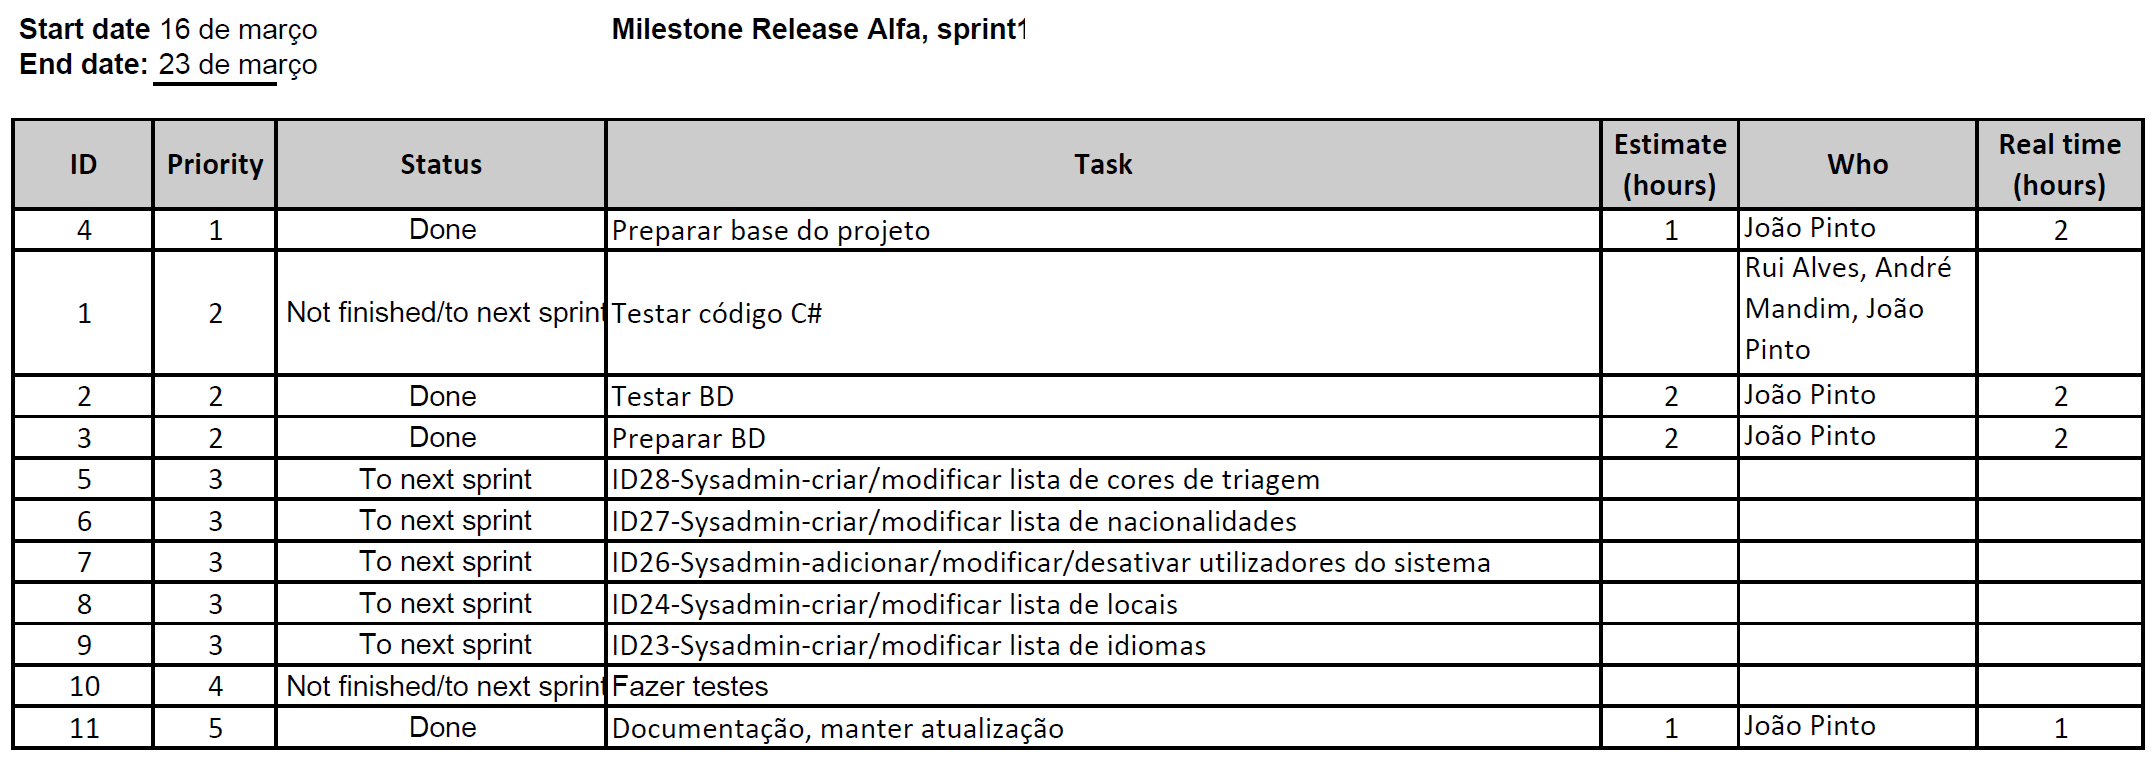 Start date 16 de março
Milestone Release Alfa, sprint1
End date: 23 de março
ID Priority Status Task Estimate (hours) Who Real time (hours)
4 1 Done Preparar base do projeto 1 João Pinto 2
1 2 Not finished/to next sprint Testar código C# Rui Alves, André Mandim, João Pinto
2 2 Done Testar BD 2 João Pinto 2
3 2 Done Preparar BD 2 João Pinto 2
5 3 To next sprint ID28-Sysadmin-criar/modificar lista de cores de triagem
6 3 To next sprint ID27-Sysadmin-criar/modificar lista de nacionalidades
7 3 To next sprint ID26-Sysadmin-adicionar/modificar/desativar utilizadores do sistema
8 3 To next sprint ID24-Sysadmin-criar/modificar lista de locais
9 3 To next sprint ID23-Sysadmin-criar/modificar lista de idiomas
10 4 Not finished/to next sprint Fazer testes
11 5 Done Documentação, manter atualização 1 João Pinto 1